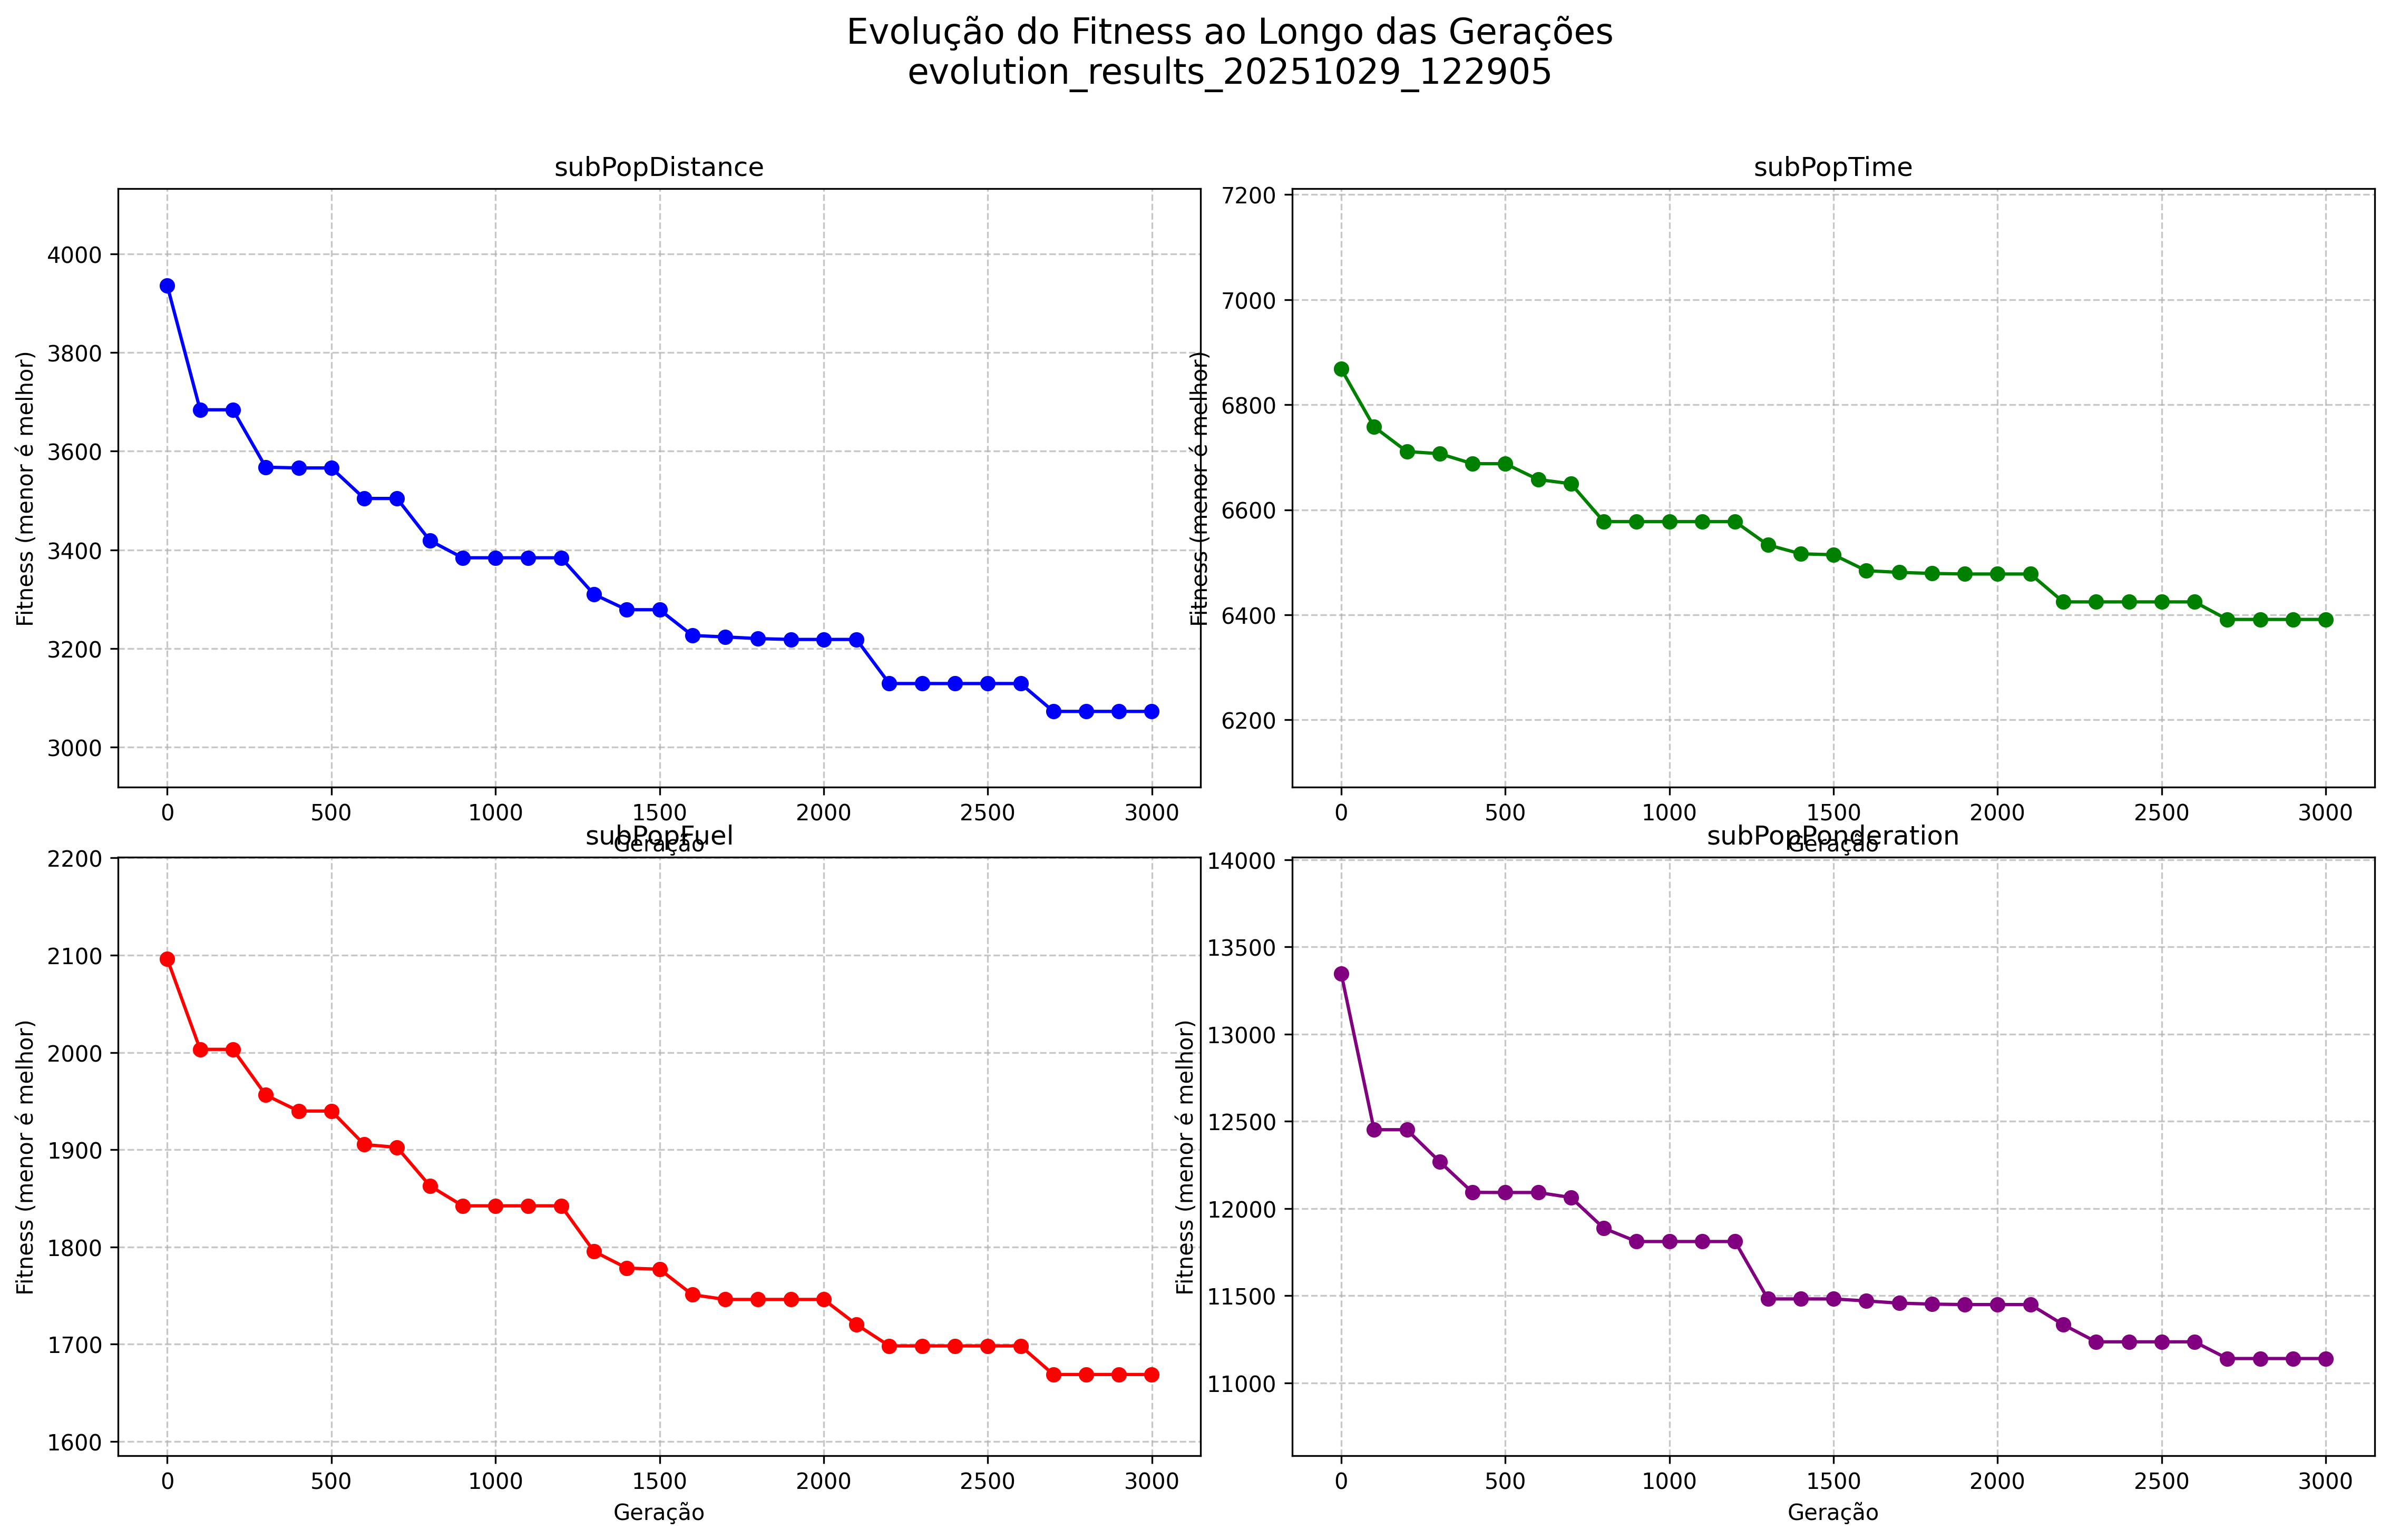 Evolução do Fitness ao Longo das Gerações
evolution_results_20251029_122905
subPopDistance
Fitness (menor é melhor)
4000
3800
3600
3400
3200
3000
0 500 1000 1500 2000 2500 3000
Geração
subPopTime
Fitness (menor é melhor)
7200
7000
6800
6600
6400
6200
0 500 1000 1500 2000 2500 3000
Geração
subPopFuel
Fitness (menor é melhor)
2200
2100
2000
1900
1800
1700
1600
0 500 1000 1500 2000 2500 3000
Geração
subPopPonderation
Fitness (menor é melhor)
14000
13500
13000
12500
12000
11500
11000
0 500 1000 1500 2000 2500 3000
Geração